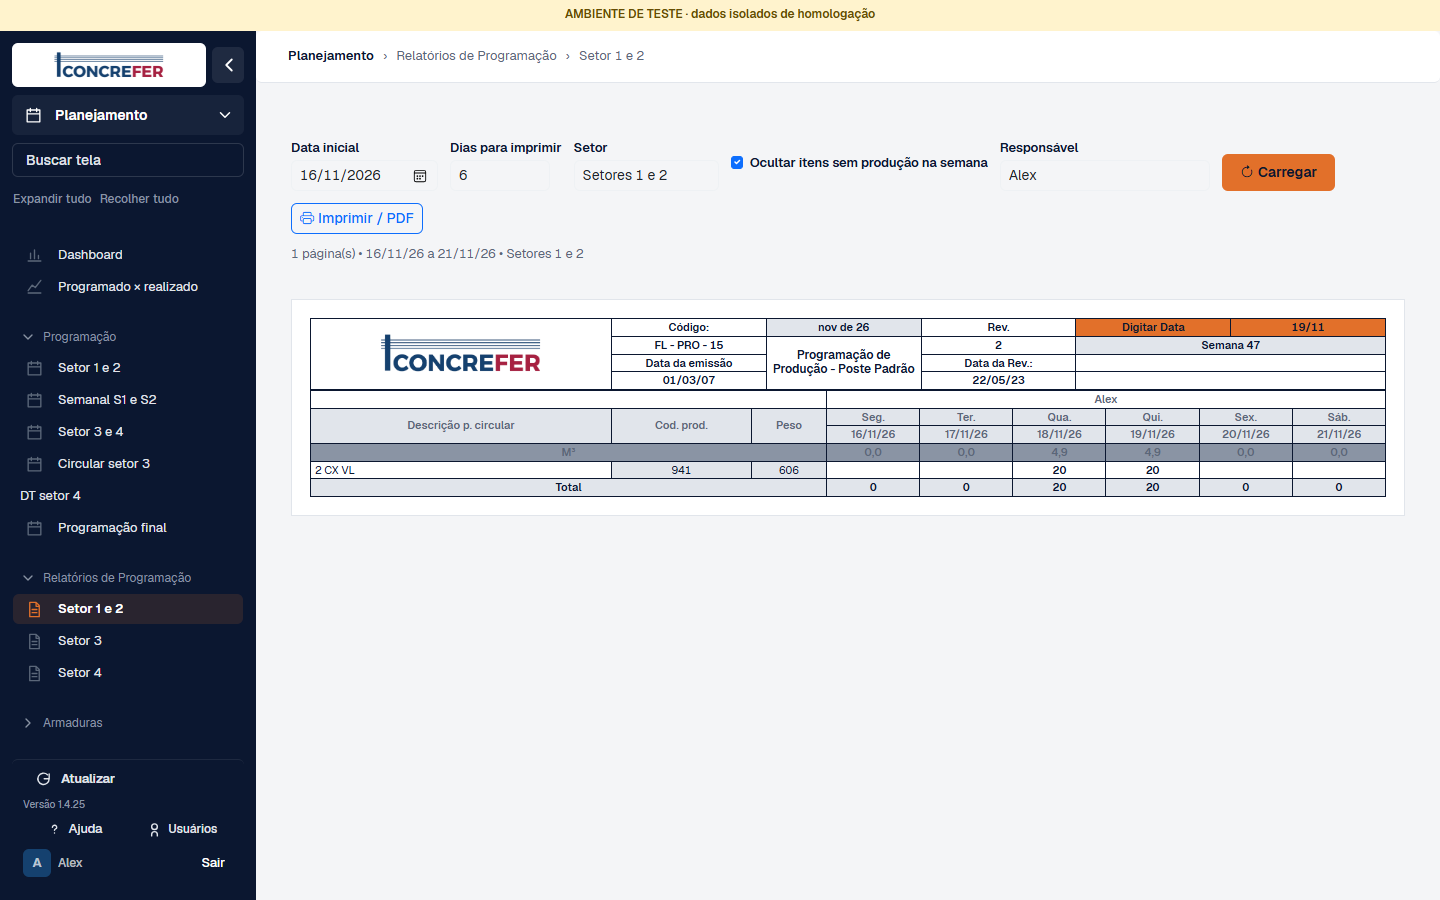 AMBIENTE DE TESTE · dados isolados de homologação
CONCREFER
Planejamento
Buscar tela
Expandir tudo Recolher tudo
Dashboard
Programado × realizado
Programação
Setor 1 e 2
Semanal S1 e S2
Setor 3 e 4
Circular setor 3
DT setor 4
Programação final
Relatórios de Programação
Setor 1 e 2
Setor 3
Setor 4
Armaduras
Atualizar
Versão 1.4.25
? Ajuda Usuários
A Alex Sair
Planejamento › Relatórios de Programação › Setor 1 e 2
Data inicial Dias para imprimir Setor Responsável
16/11/2026 6 Setores 1 e 2 Ocultar itens sem produção na semana Alex Carregar
Imprimir / PDF
1 página(s) • 16/11/26 a 21/11/26 • Setores 1 e 2
CONCREFER
Código: nov de 26 Rev. Digitar Data 19/11
FL - PRO - 15 Programação de Produção - Poste Padrão 2 Semana 47
Data da emissão Data da Rev.:
01/03/07 22/05/23
Alex
Descrição p. circular Cod. prod. Peso Seg. Ter. Qua. Qui. Sex. Sáb.
16/11/26 17/11/26 18/11/26 19/11/26 20/11/26 21/11/26
M³ 0,0 0,0 4,9 4,9 0,0 0,0
2 CX VL 941 606 20 20
Total 0 0 20 20 0 0